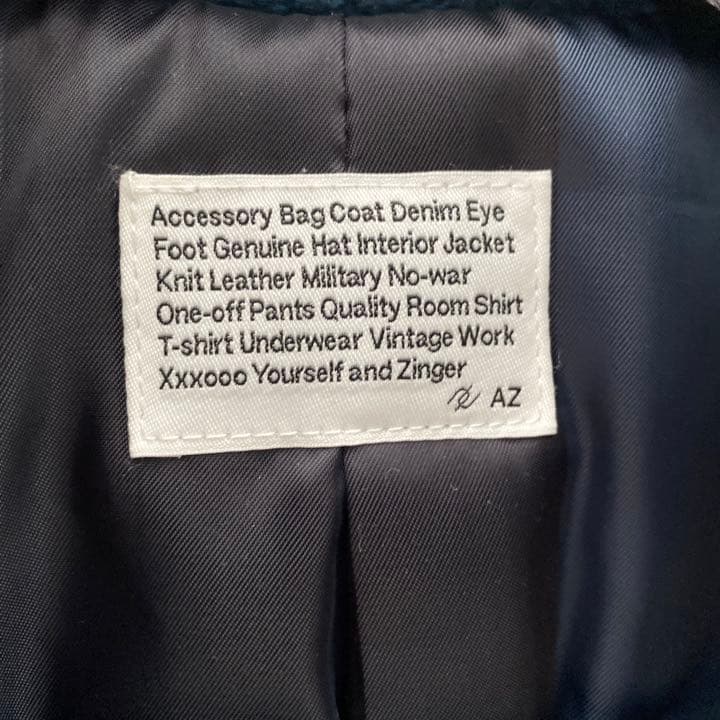 Accessory Bag Coat Denim Eye
Foot Genuine Hat Interior Jacket
Knit Leather Military No-war
One-off Pants Quality Room Shirt
T-shirt Underwear Vintage Work
Xxxooo Yourself and Zinger
AZ